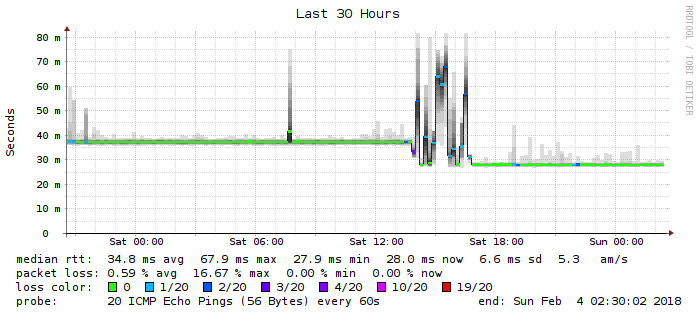 Last 30 Hours
RRDTOOL / TOBI OETIKER
Seconds
80 m
70 m
60 m
50 m
40 m
30 m
20 m
10 m
0
Sat 00:00 Sat 06:00 Sat 12:00 Sat 18:00 Sun 00:00
median rtt: 34.8 ms avg 67.9 ms max 27.9 ms min 28.0 ms now 6.6 ms sd 5.3 am/s
packet loss: 0.59 % avg 16.67 % max 0.00 % min 0.00 % now
loss color: 0 1/20 2/20 3/20 4/20 10/20 19/20
probe: 20 ICMP Echo Pings (56 Bytes) every 60s end: Sun Feb 4 02:30:02 2018